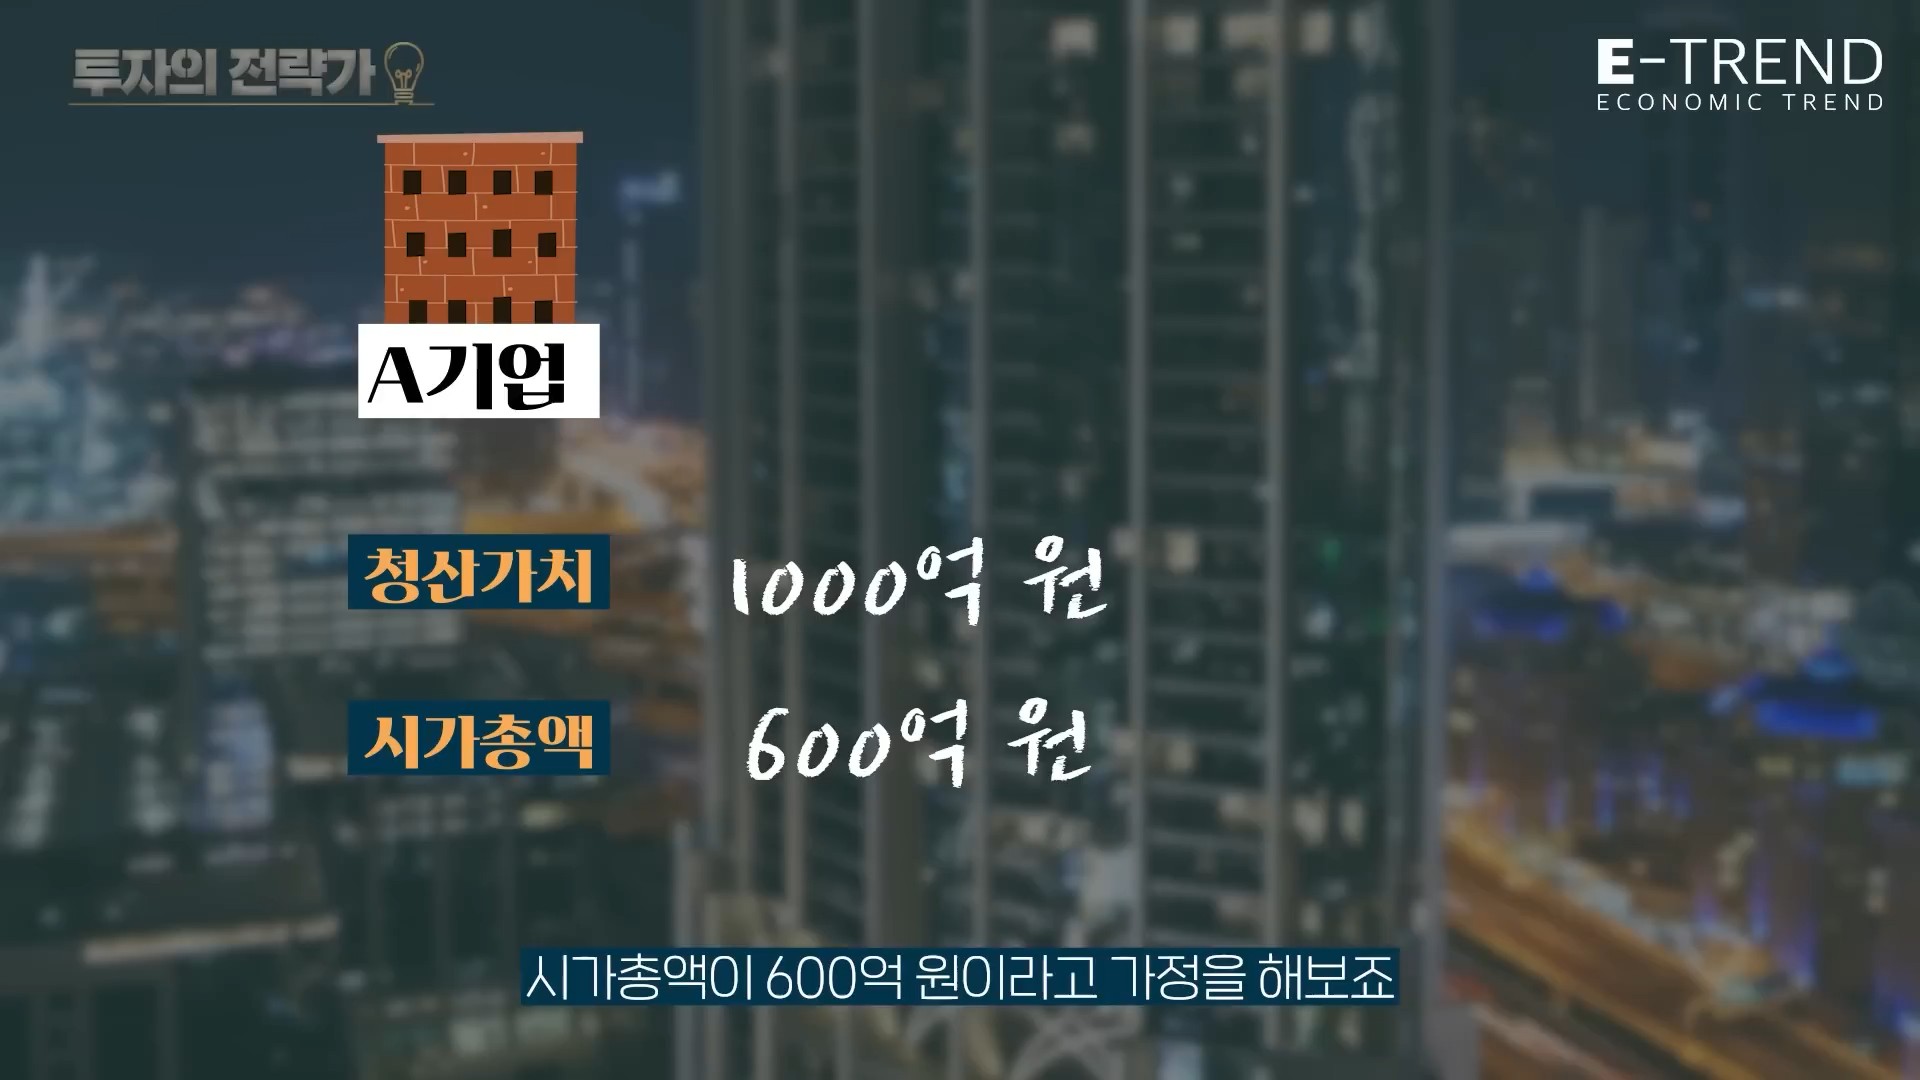 투자의 전략가
E-TREND
ECONOMIC TREND
A기업
청산가치 1000억 원
시가총액 600억 원
시가총액이 600억 원이라고 가정을 해보죠